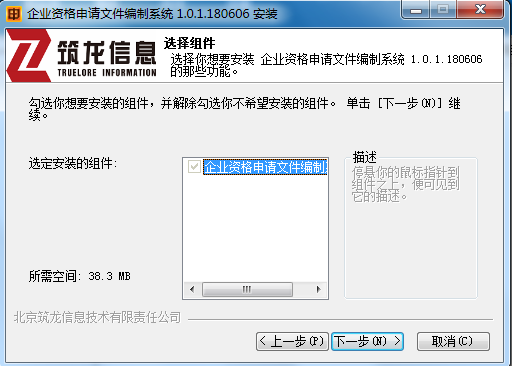 企业资格申请文件编制系统 1.0.1.180606 安装
筑龙信息
TRUELORE INFORMATION
选择组件
选择你想要安装 企业资格申请文件编制系统 1.0.1.180606
的那些功能。
勾选你想要安装的组件，并解除勾选你不希望安装的组件。 单击 [下一步(N)] 继
续。
选定安装的组件:
企业资格申请文件编制
描述
停悬你的鼠标指针到
组件之上，便可见到
它的描述。
所需空间: 38.3 MB
北京筑龙信息技术有限责任公司
< 上一步(P)
下一步(N) >
取消(C)